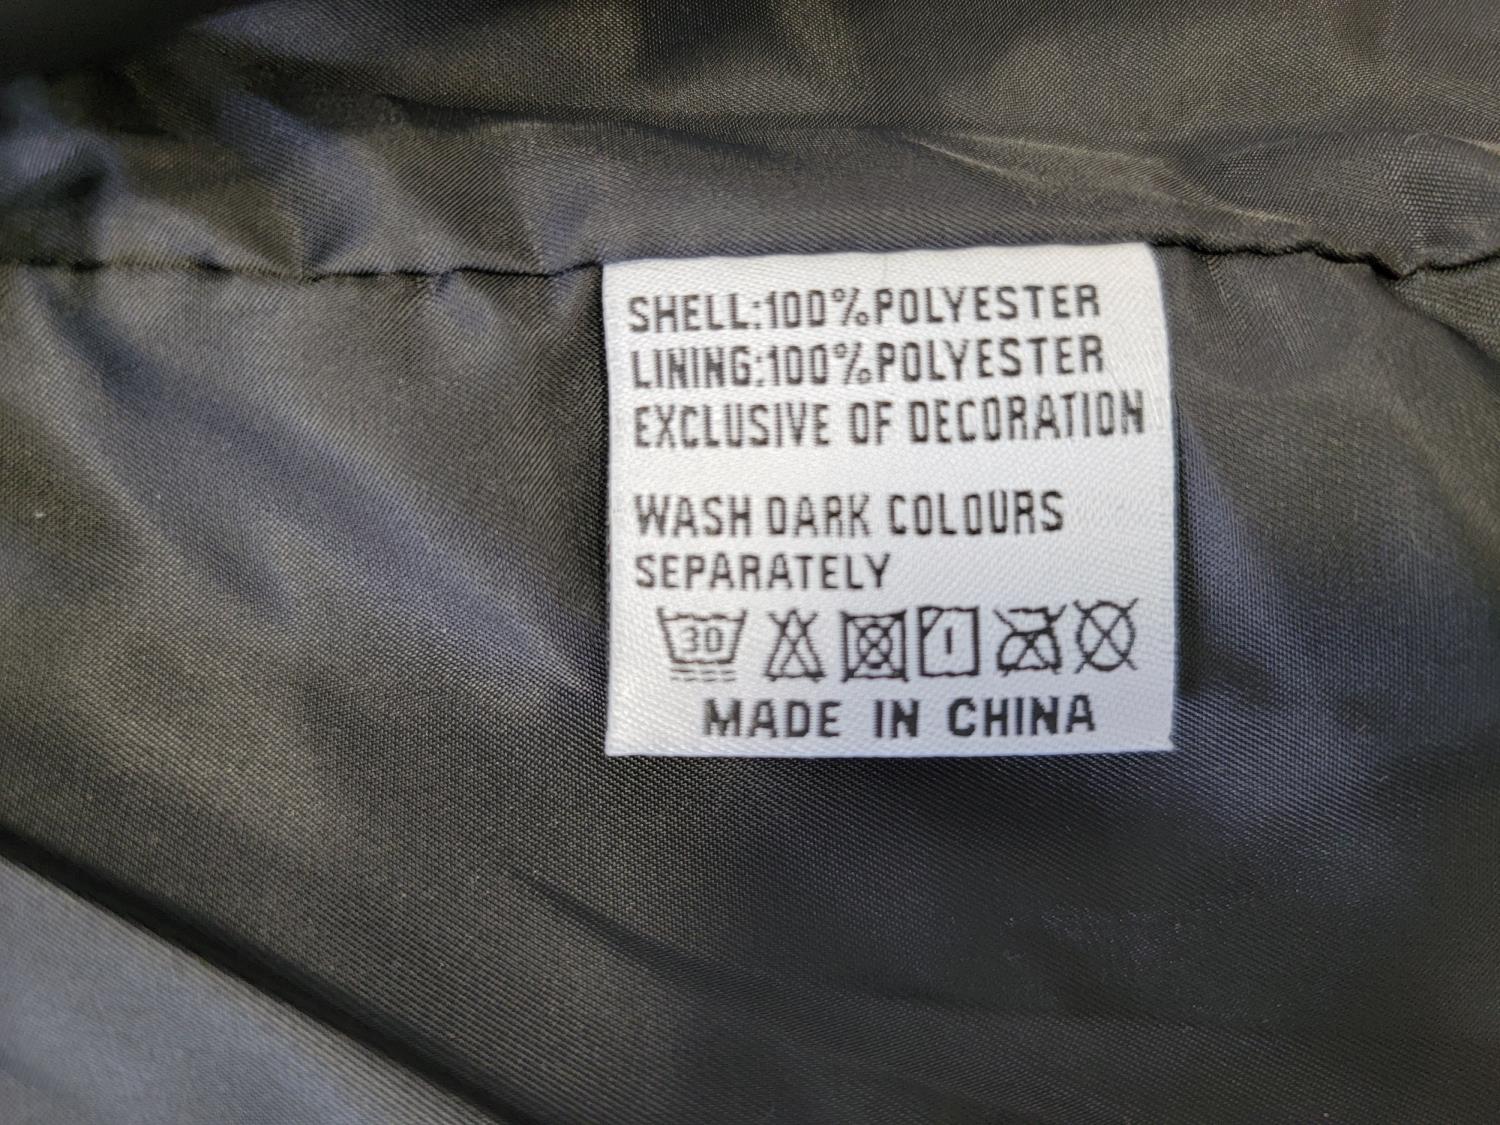 SHELL:100%POLYESTER
LINING:100%POLYESTER
EXCLUSIVE OF DECORATION
WASH DARK COLOURS
SEPARATELY
30
MADE IN CHINA